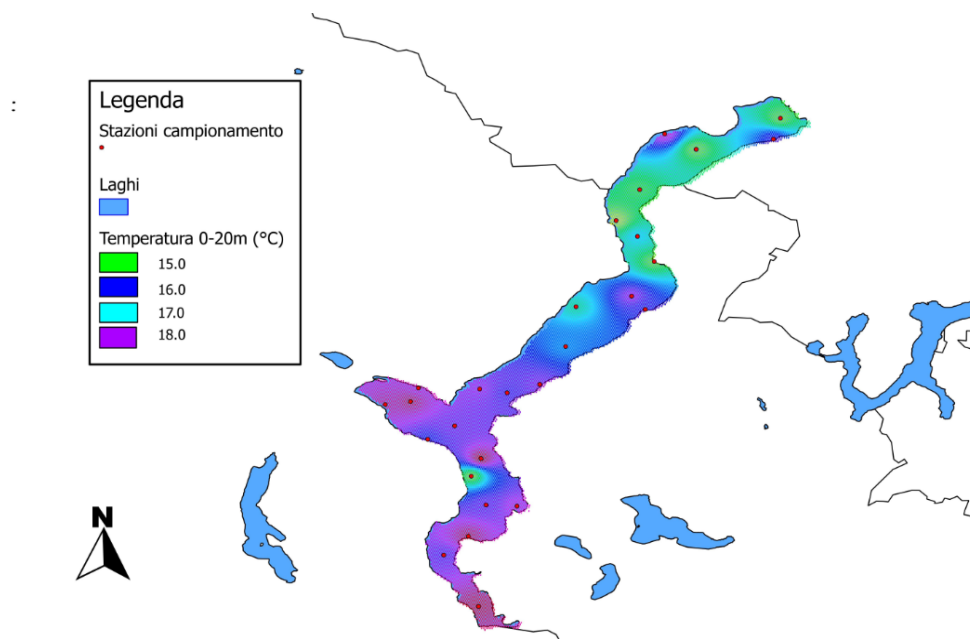 :
Legenda
Stazioni campionamento
Laghi
Temperatura 0-20m (°C)
15.0
16.0
17.0
18.0
N